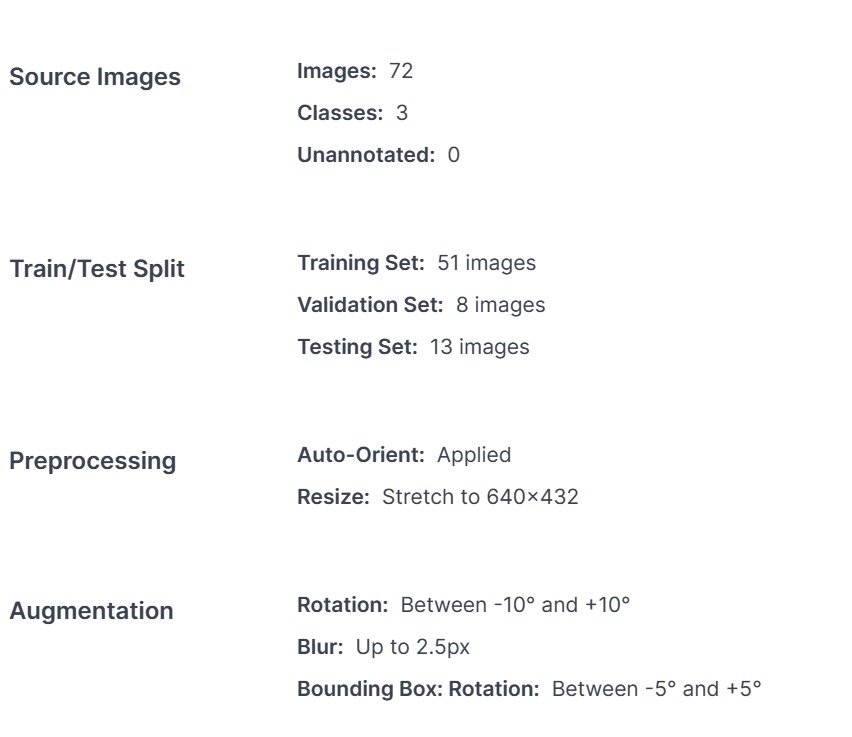 Source Images
Images: 72
Classes: 3
Unannotated: 0
Train/Test Split
Training Set: 51 images
Validation Set: 8 images
Testing Set: 13 images
Preprocessing
Auto-Orient: Applied
Resize: Stretch to 640×432
Augmentation
Rotation: Between -10° and +10°
Blur: Up to 2.5px
Bounding Box: Rotation: Between -5° and +5°